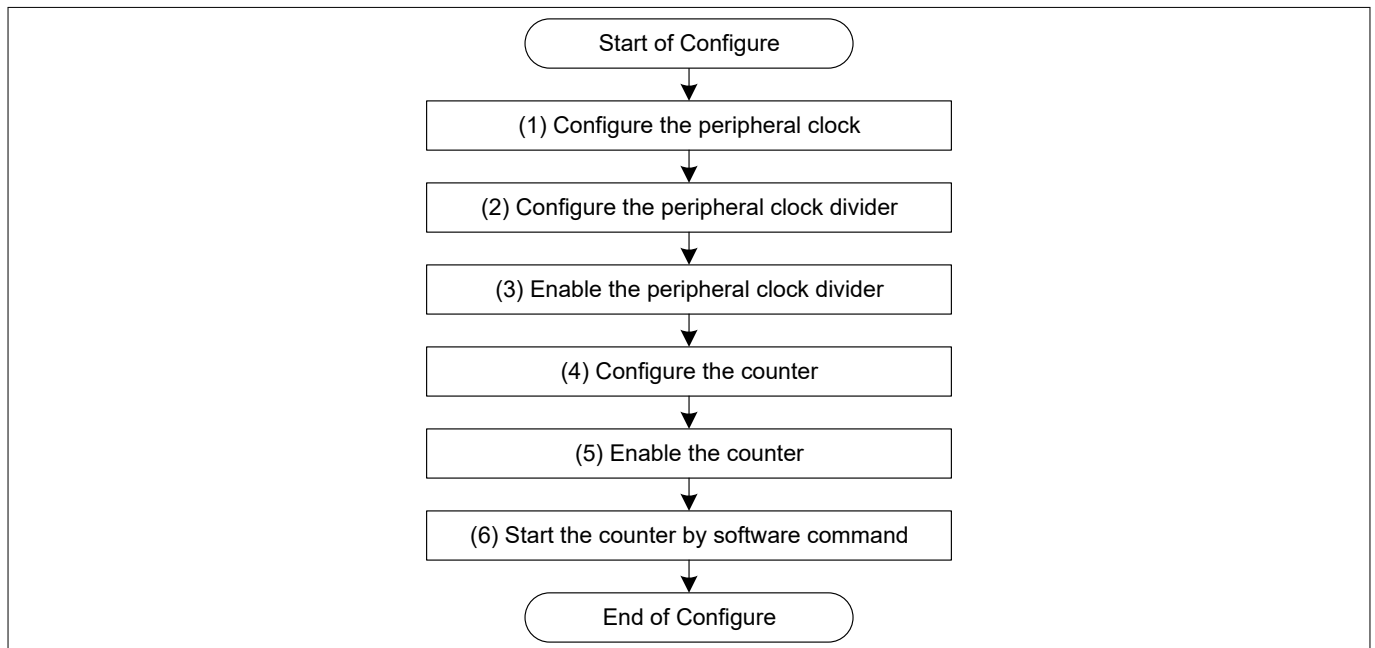 Start of Configure
(1) Configure the peripheral clock
(2) Configure the peripheral clock divider
(3) Enable the peripheral clock divider
(4) Configure the counter
(5) Enable the counter
(6) Start the counter by software command
End of Configure